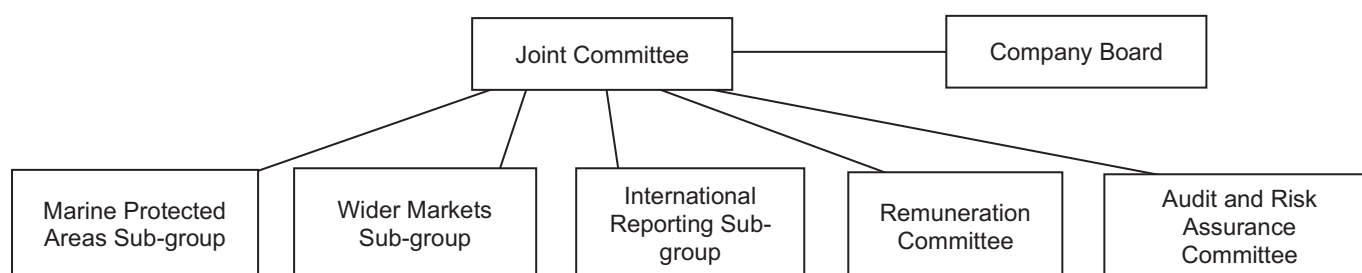 Joint Committee
Company Board
Marine Protected
Areas Sub-group
Wider Markets
Sub-group
International
Reporting Sub-
group
Remuneration
Committee
Audit and Risk
Assurance
Committee